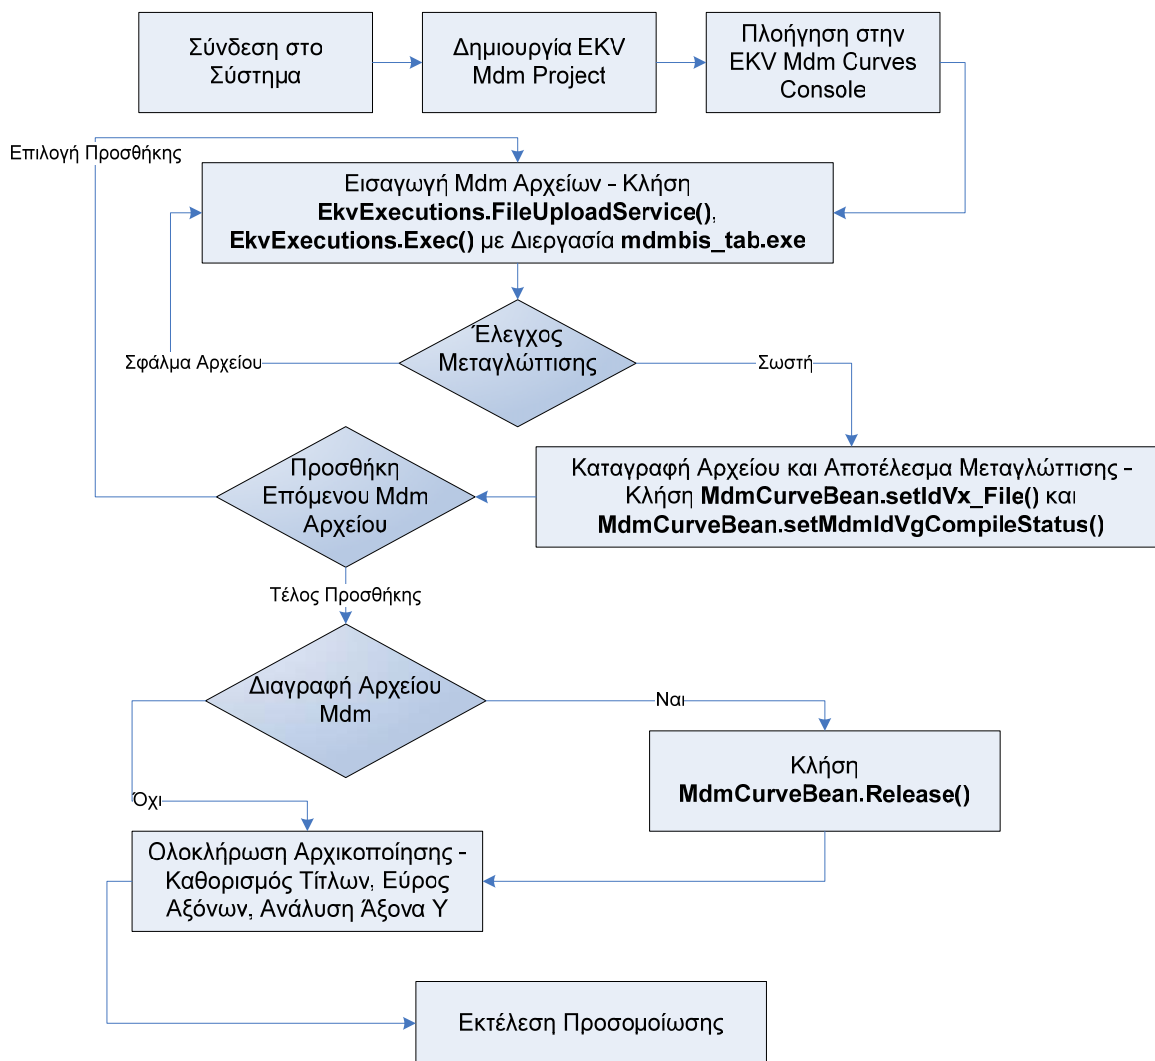 Σύνδεση στο
Σύστημα
Δημιουργία EKV
Mdm Project
Πλοήγηση στην
EKV Mdm Curves
Console
Επιλογή Προσθήκης
Εισαγωγή Mdm Αρχείων – Κλήση
EkvExecutions.FileUploadService(),
EkvExecutions.Exec() με Διεργασία mdmbis_tab.exe
Έλεγχος
Μεταγλώττισης
Σφάλμα Αρχείου
Σωστή
Προσθήκη
Επόμενου Mdm
Αρχείου
Καταγραφή Αρχείου και Αποτέλεσμα Μεταγλώττισης –
Κλήση MdmCurveBean.setIdVx_File() και
MdmCurveBean.setMdmIdVgCompileStatus()
Τέλος Προσθήκης
Διαγραφή Αρχείου
Mdm
Ναι
Κλήση
MdmCurveBean.Release()
Όχι
Ολοκλήρωση Αρχικοποίησης –
Καθορισμός Τίτλων, Εύρος
Αξόνων, Ανάλυση Άξονα Υ
Εκτέλεση Προσομοίωσης